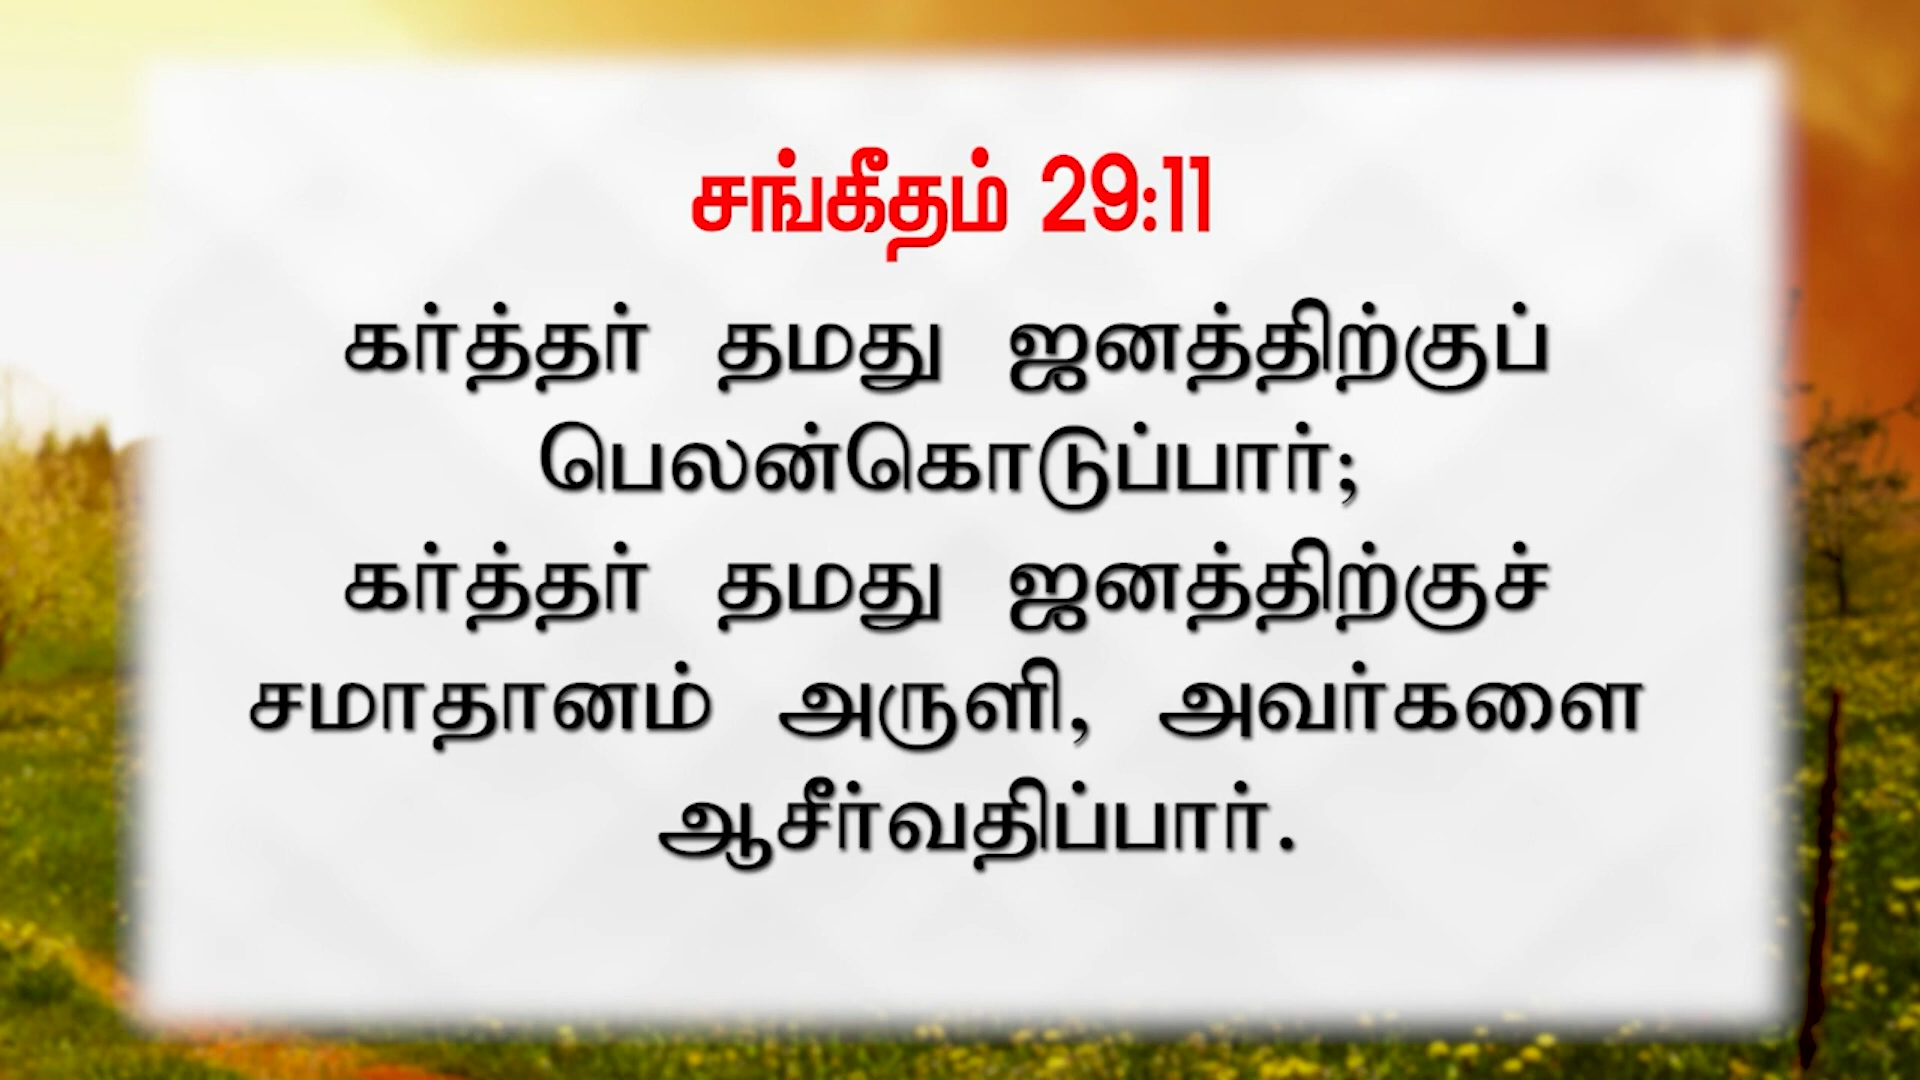 சங்கீதம் 29:11
கர்த்தர் தமது ஜனத்திற்குப்
பெலன்கொடுப்பார்;
கர்த்தர் தமது ஜனத்திற்குச்
சமாதானம் அருளி, அவர்களை
ஆசீர்வதிப்பார்.